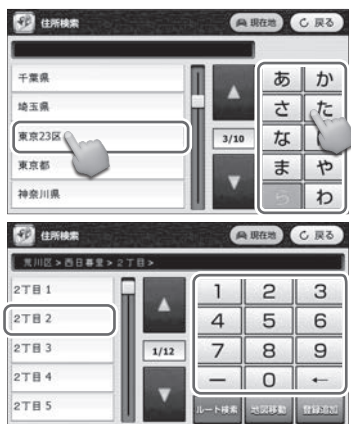 住所検索 現在地 戻る
千葉県
埼玉県
東京23区
東京都
神奈川県
3/10
あ か
さ た
な
ま や
ら わ
住所検索 現在地 戻る
荒川区>西日暮里>2丁目>
2丁目 1
2丁目 2
2丁目 3
2丁目 4
2丁目 5
1/12
1 2 3
4 5 6
7 8 9
- 0 ←
ルート検索 地図移動 登録追加